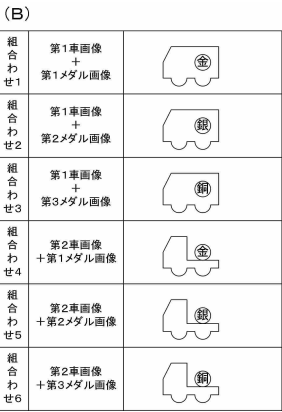 (B)
組合わせ1
第1車画像
+
第1メダル画像
金
組合わせ2
第1車画像
+
第2メダル画像
銀
組合わせ3
第1車画像
+
第3メダル画像
銅
組合わせ4
第2車画像
+第1メダル画像
金
組合わせ5
第2車画像
+第2メダル画像
銀
組合わせ6
第2車画像
+第3メダル画像
銅